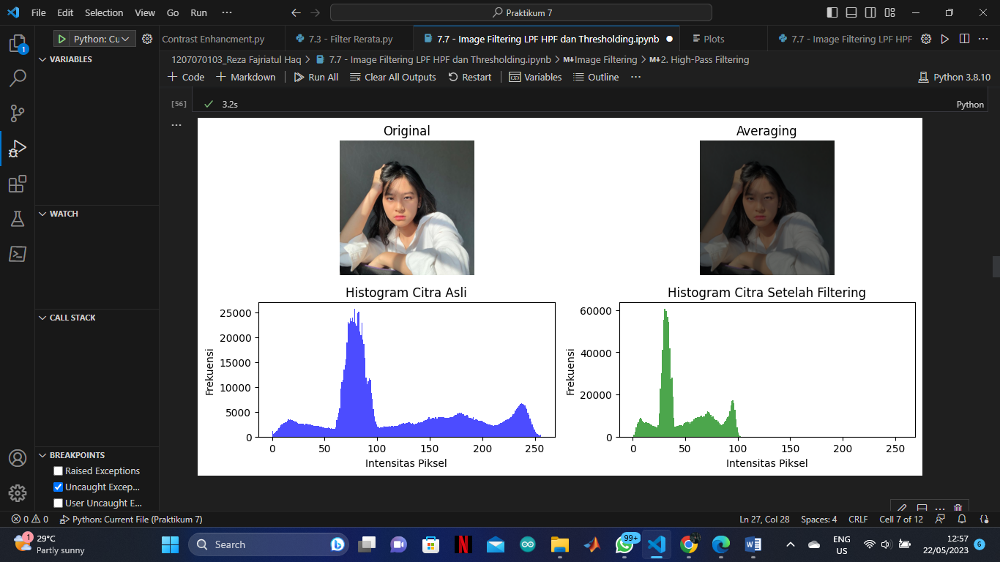 File Edit Selection View Go Run ... Praktikum 7
Python: Cu Contrast Enhancment.py 7.3 - Filter Rerata.py 7.7 - Image Filtering LPF HPF dan Thresholding.ipynb Plots 7.7 - Image Filtering LPF HPF
VARIABLES
1207070103_Reza Fajriatul Haq > 7.7 - Image Filtering LPF HPF dan Thresholding.ipynb > Image Filtering > 2. High-Pass Filtering
+ Code + Markdown Run All Clear All Outputs Restart Variables Outline ... Python 3.8.10
[56] 3.2s Python
...
Original Averaging
WATCH
Histogram Citra Asli Histogram Citra Setelah Filtering
CALL STACK
Frekuensi
25000
20000
15000
10000
5000
0
0 50 100 150 200 250
Intensitas Piksel
Frekuensi
60000
40000
20000
0
0 50 100 150 200 250
Intensitas Piksel
BREAKPOINTS
Raised Exceptions
Uncaught Excep...
User Uncaught E...
0 0 Python: Current File (Praktikum 7) Ln 27, Col 28 Spaces: 4 CRLF Cell 7 of 12
1
1 29°C
Partly sunny
Search
99+
ENG
US
12:57
22/05/2023
6